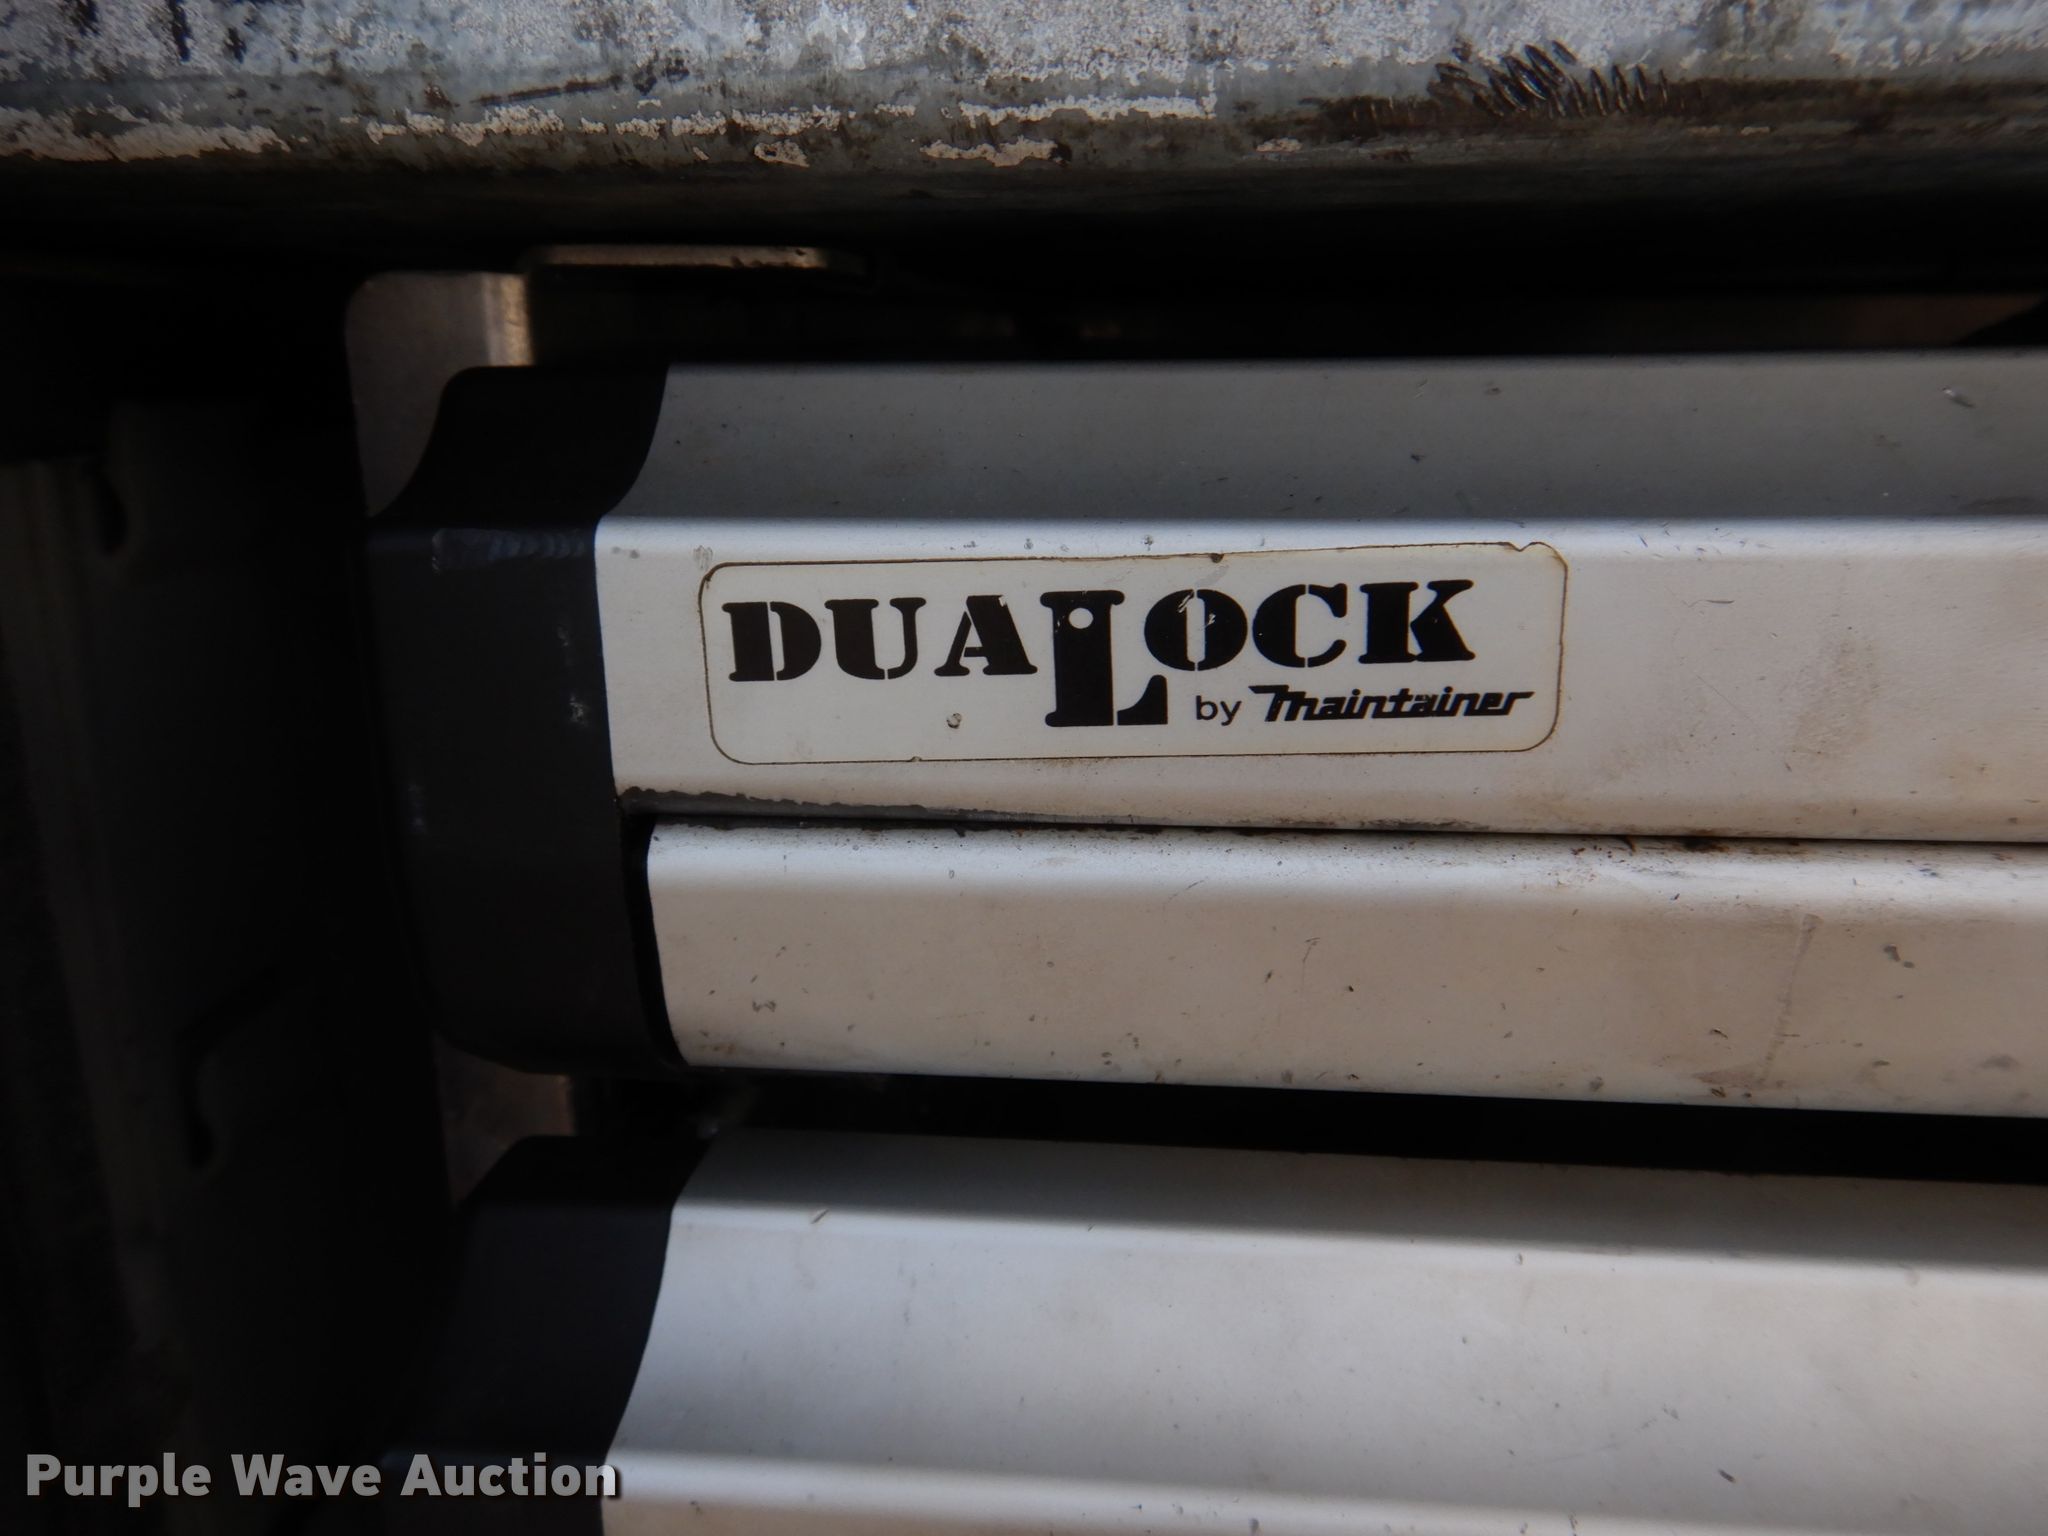 DUALOCK
by Maintainer
Purple Wave Auction